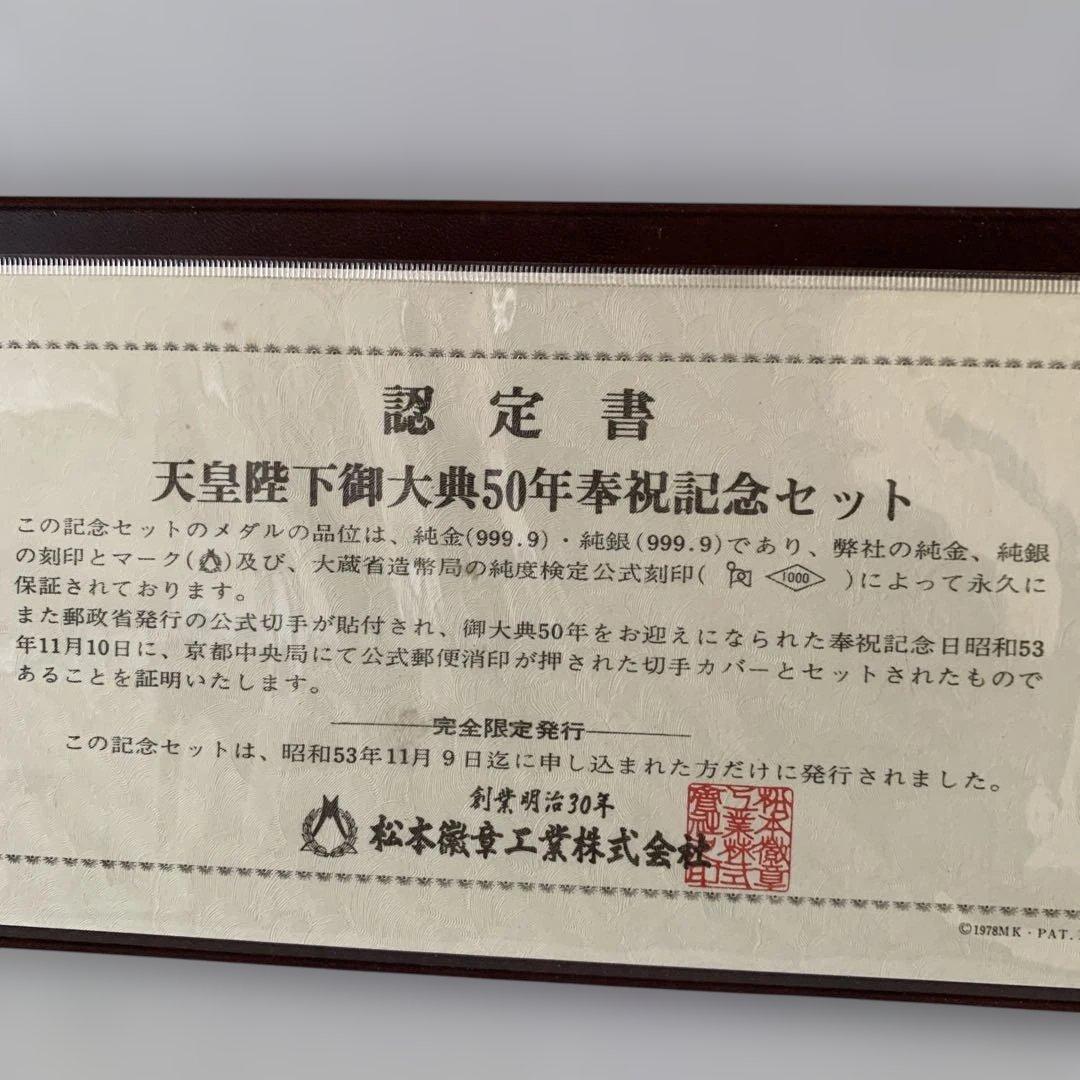 認定書
天皇陛下御大典50年奉祝記念セット
この記念セットのメダルの品位は、純金(999.9)・純銀(999.9)であり、弊社の純金、純銀
の刻印とマーク( )及び、大蔵省造幣局の純度検定公式刻印( 1000 )によって永久に
保証されております。
また郵政省発行の公式切手が貼付され、御大典50年をお迎えになられた奉祝記念日昭和53
年11月10日に、京都中央局にて公式郵便消印が押された切手カバーとセットされたもので
あることを証明いたします。
完全限定発行
この記念セットは、昭和53年11月9日迄に申し込まれた方だけに発行されました。
創業明治30年
松本徽章工業株式会社
©1978MK・PAT.